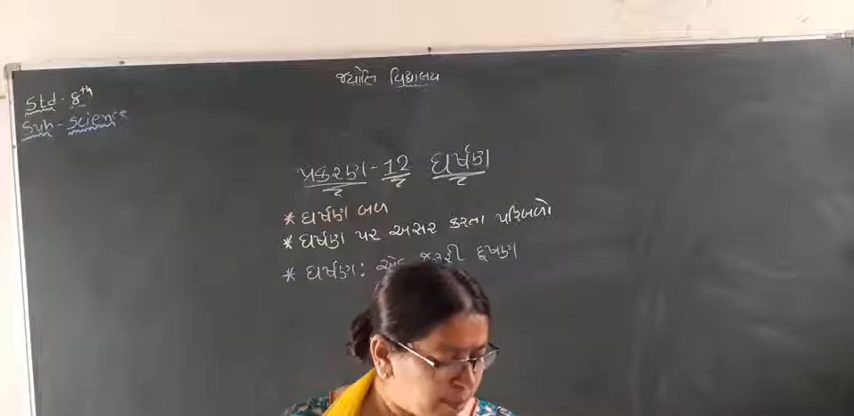 જ્યોતિ વિદ્યાલય
Std - 8th
Sub - Science
પ્રકરણ - 12 ઘર્ષણ
* ઘર્ષણ બળ
* ઘર્ષણ પર અસર કરતા પરિબળો
* ઘર્ષણ : એક જરૂરી દૂષણ